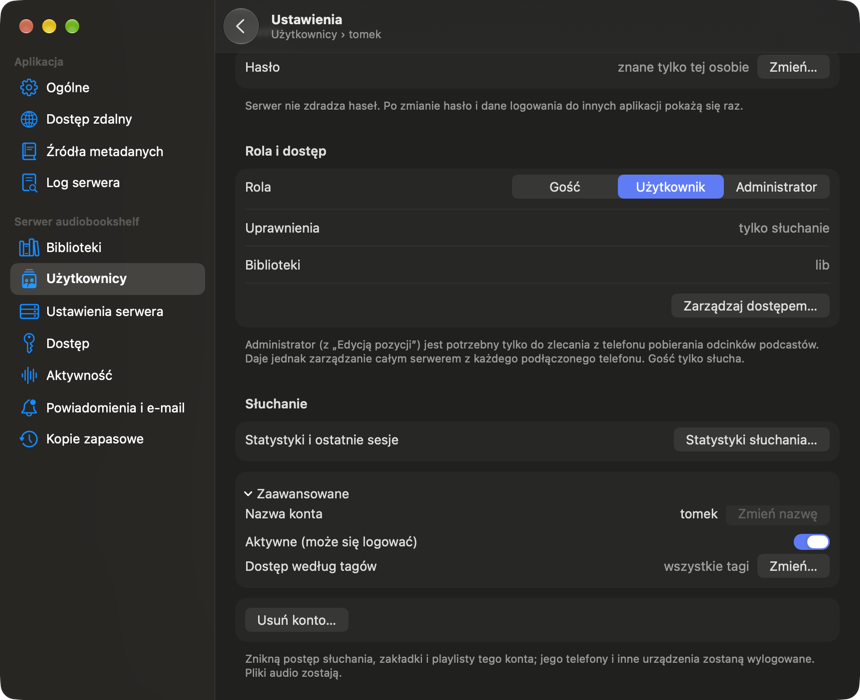 Aplikacja
Ogólne
Dostęp zdalny
Źródła metadanych
Log serwera
Serwer audiobookshelf
Biblioteki
Użytkownicy
Ustawienia serwera
Dostęp
Aktywność
Powiadomienia i e-mail
Kopie zapasowe
Ustawienia
Użytkownicy › tomek
Hasło znane tylko tej osobie Zmień...
Serwer nie zdradza haseł. Po zmianie hasło i dane logowania do innych aplikacji pokażą się raz.
Rola i dostęp
Rola Gość Użytkownik Administrator
Uprawnienia tylko słuchanie
Biblioteki lib
Zarządzaj dostępem...
Administrator (z „Edycją pozycji”) jest potrzebny tylko do zlecania z telefonu pobierania odcinków podcastów.
Daje jednak zarządzanie całym serwerem z każdego podłączonego telefonu. Gość tylko słucha.
Słuchanie
Statystyki i ostatnie sesje Statystyki słuchania...
Zaawansowane
Nazwa konta tomek Zmień nazwę
Aktywne (może się logować)
Dostęp według tagów wszystkie tagi Zmień...
Usuń konto...
Znikną postęp słuchania, zakładki i playlisty tego konta; jego telefony i inne urządzenia zostaną wylogowane.
Pliki audio zostają.